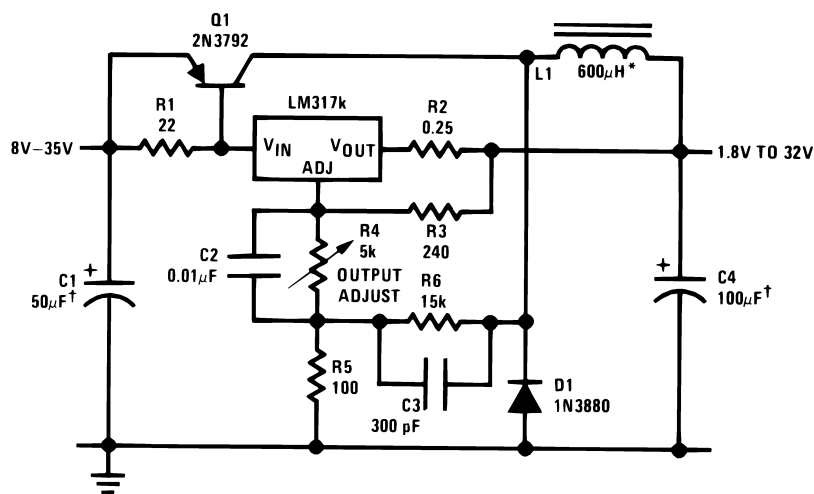 Q1
2N3792
L1
600μH*
R1
22
LM317k
R2
0.25
8V–35V
VIN
VOUT
ADJ
1.8V TO 32V
R3
240
R4
5k
OUTPUT
ADJUST
C2
0.01μF
R6
15k
C1
+
50μF†
C4
+
100μF†
R5
100
C3
300 pF
D1
1N3880